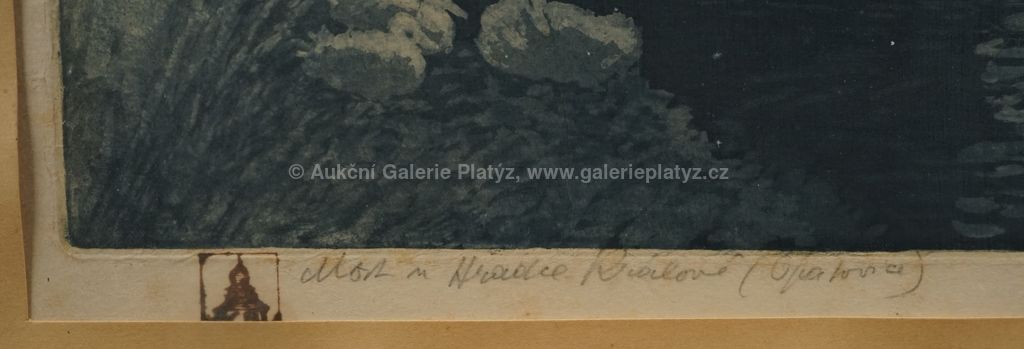 © Aukční Galerie Platýz, www.galerieplatyz.cz
Most u Hradce Králové (Opatovice)